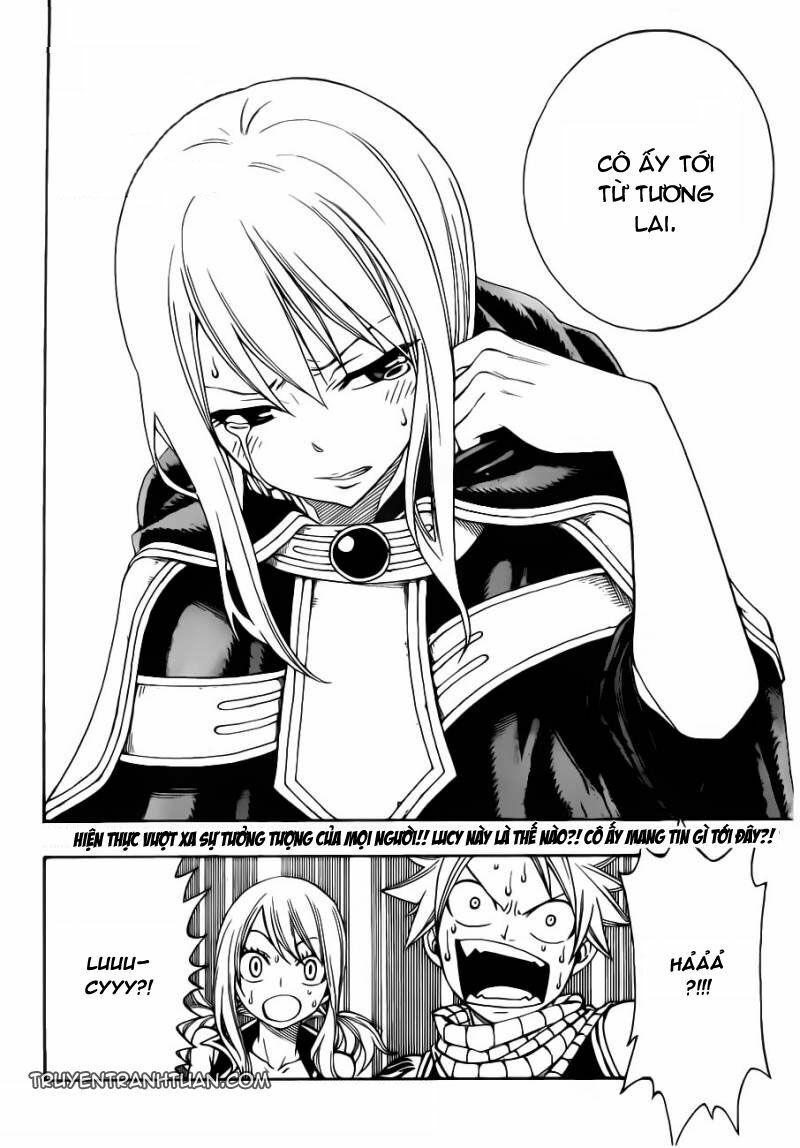 CÔ ẤY TỚI
TỪ TƯƠNG
LAI.
HIỆN THỰC VƯỢT XA SỰ TƯỞNG TƯỢNG CỦA MỌI NGƯỜI!! LUCY NÀY LÀ THẾ NÀO?! CÔ ẤY MANG TIN GÌ TỚI ĐÂY?!
LUUU-
CYYY?!
HẢẢẢ
?!!!
TRUYENTRANHTUAN.COM